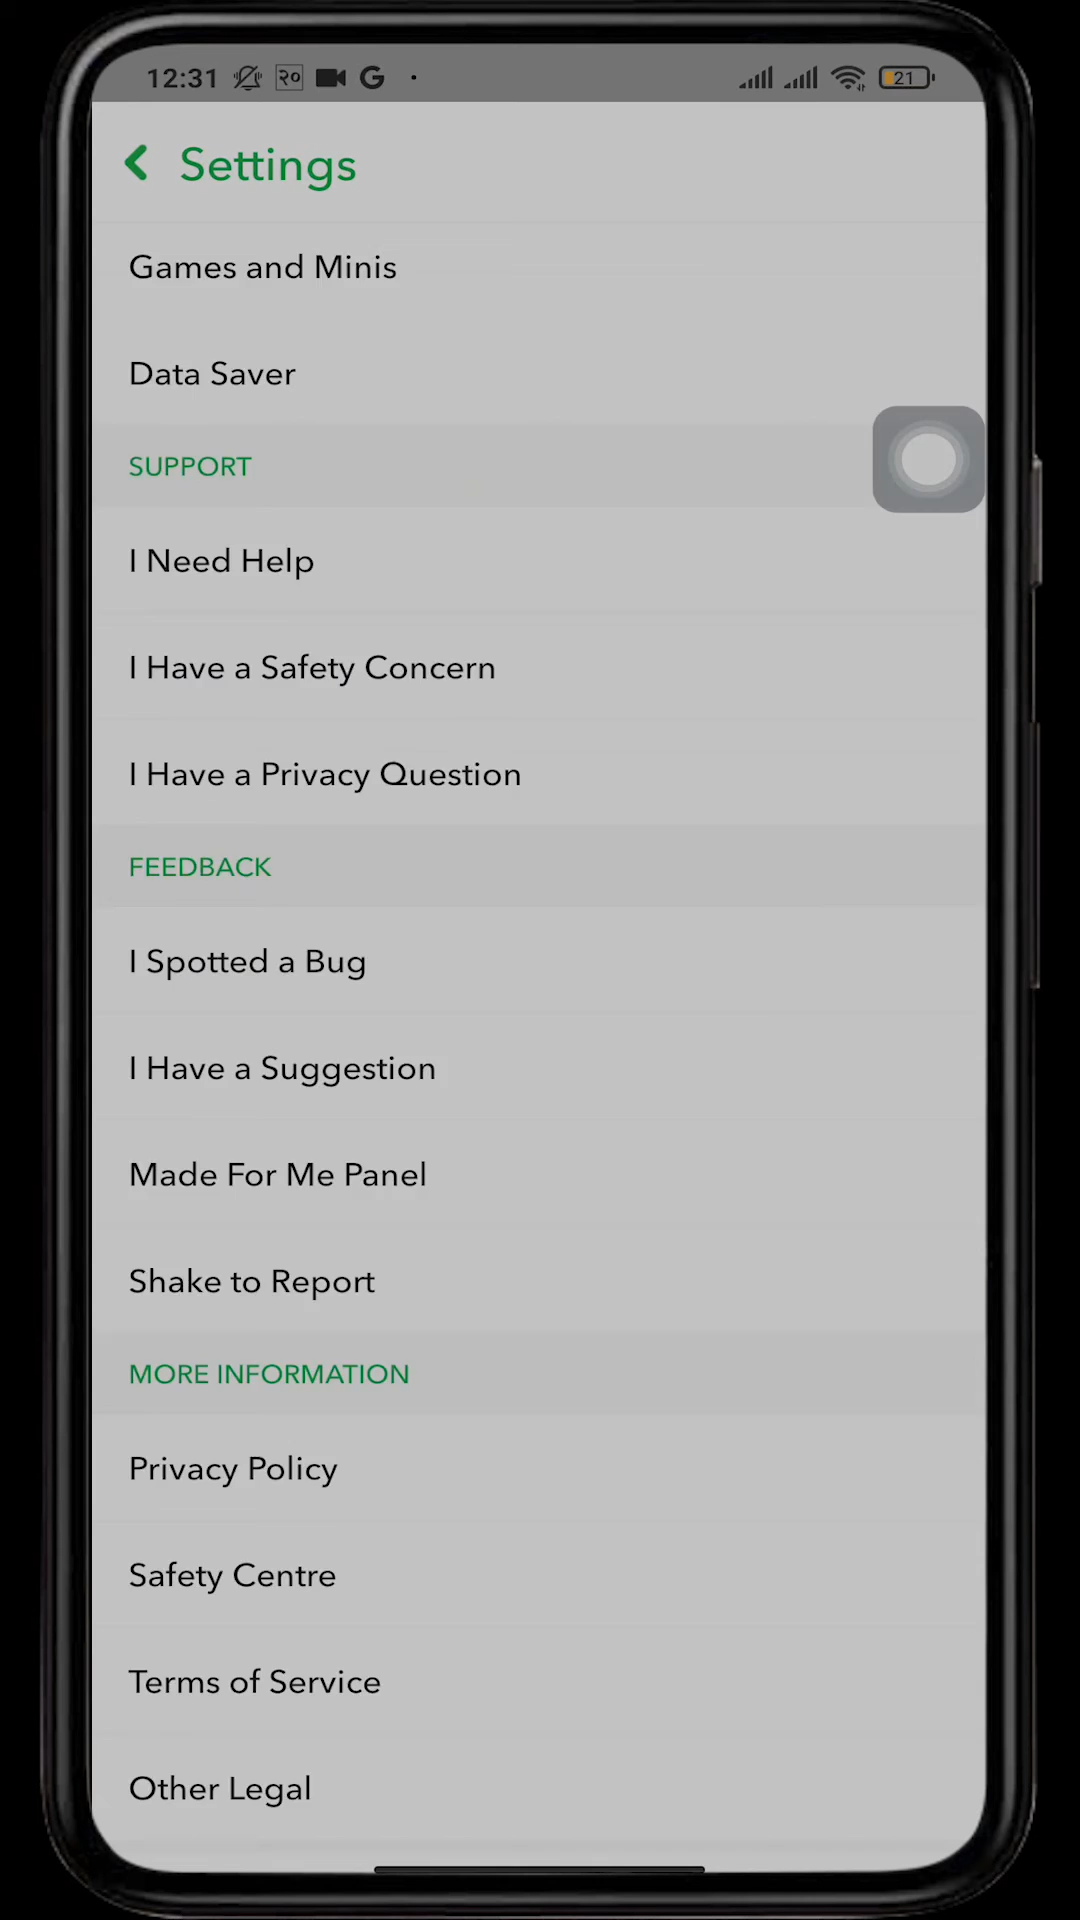 12:31 २० G 21
Settings
Games and Minis
Data Saver
SUPPORT
I Need Help
I Have a Safety Concern
I Have a Privacy Question
FEEDBACK
I Spotted a Bug
I Have a Suggestion
Made For Me Panel
Shake to Report
MORE INFORMATION
Privacy Policy
Safety Centre
Terms of Service
Other Legal